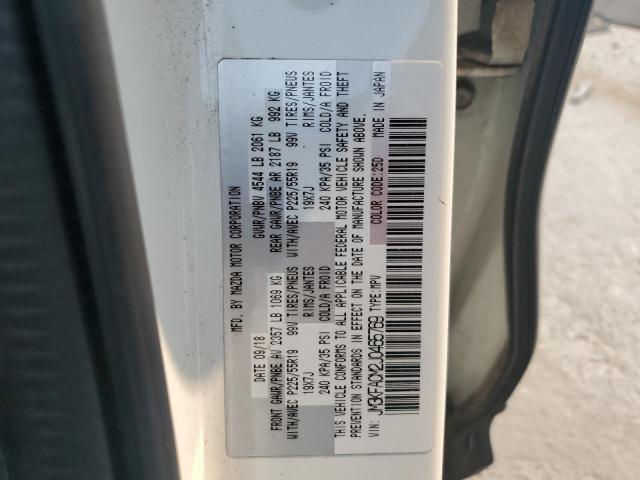 MFD. BY MAZDA MOTOR CORPORATION
DATE 09/18 GVWR/PNBV 4544 LB 2061 KG
FRONT GAWR/PNBE AV 2357 LB 1069 KG REAR GAWR/PNBE AR 2187 LB 992 KG
WITH/AVEC P225/55R19 99V TIRES/PNEUS WITH/AVEC P225/55R19 99V TIRES/PNEUS
19X7J RIMS/JANTES 19X7J RIMS/JANTES
240 KPA/35 PSI COLD/A FROID 240 KPA/35 PSI COLD/A FROID
THIS VEHICLE CONFORMS TO ALL APPLICABLE FEDERAL MOTOR VEHICLE SAFETY AND THEFT
PREVENTION STANDARDS IN EFFECT ON THE DATE OF MANUFACTURE SHOWN ABOVE.
COLOR CODE:25D MADE IN JAPAN
VIN: JM3KFACM2J0465769 TYPE:MPV